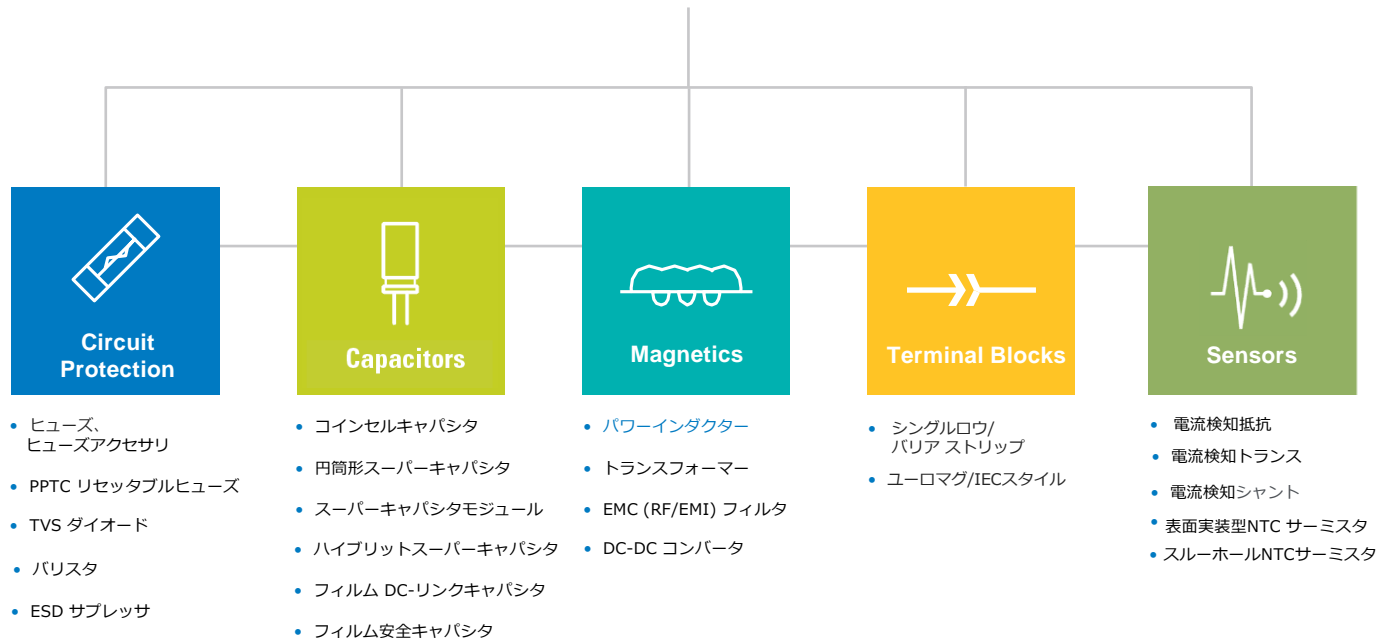 Circuit
Protection
ヒューズ、
ヒューズアクセサリ
PPTC リセッタブルヒューズ
TVS ダイオード
バリスタ
ESD サプレッサ
Capacitors
コインセルキャパシタ
円筒形スーパーキャパシタ
スーパーキャパシタモジュール
ハイブリットスーパーキャパシタ
フィルム DC-リンクキャパシタ
フィルム安全キャパシタ
Magnetics
パワーインダクター
トランスフォーマー
EMC (RF/EMI) フィルタ
DC-DC コンバータ
Terminal Blocks
シングルロウ/
バリア ストリップ
ユーロマグ/IECスタイル
Sensors
電流検知抵抗
電流検知トランス
電流検知シャント
表面実装型NTC サーミスタ
スルーホールNTCサーミスタ